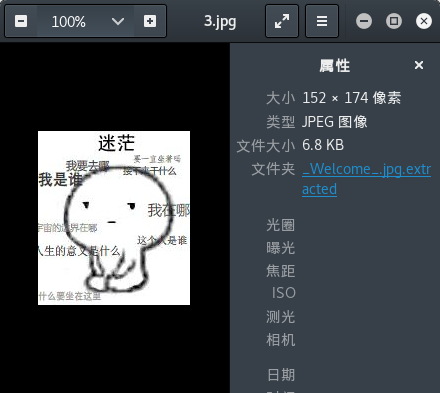 100%
3.jpg
属性
大小 152 × 174 像素
类型 JPEG 图像
文件大小 6.8 KB
文件夹 _Welcome_.jpg.extr
acted
光圈
曝光
焦距
ISO
测光
相机
日期
迷茫
要一直坐着吗
我要去哪
接下来干什么
我是谁
我在哪
宇宙的边界在哪
这个人是谁
人生的意义是什么
什么要坐在这里